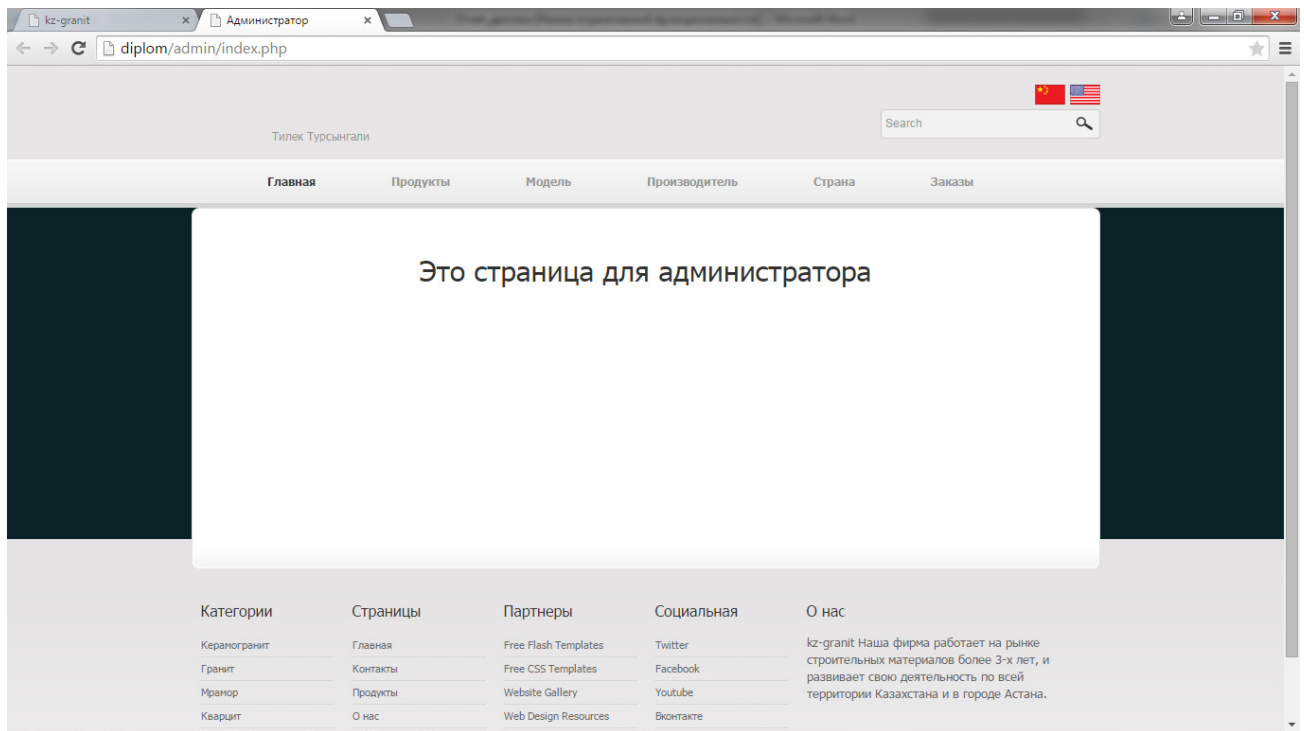 kz-granit
Администратор
diplom/admin/index.php
Search
Тилек Турсынгали
Главная Продукты Модель Производитель Страна Заказы
Это страница для администратора
Категории Страницы Партнеры Социальная О нас
Керамогранит Главная Free Flash Templates Twitter kz-granit Наша фирма работает на рынке
Гранит Контакты Free CSS Templates Facebook строительных материалов более 3-х лет, и
развивает свою деятельность по всей
Мрамор Продукты Website Gallery Youtube территории Казахстана и в городе Астана.
Кварцит О нас Web Design Resources Вконтакте